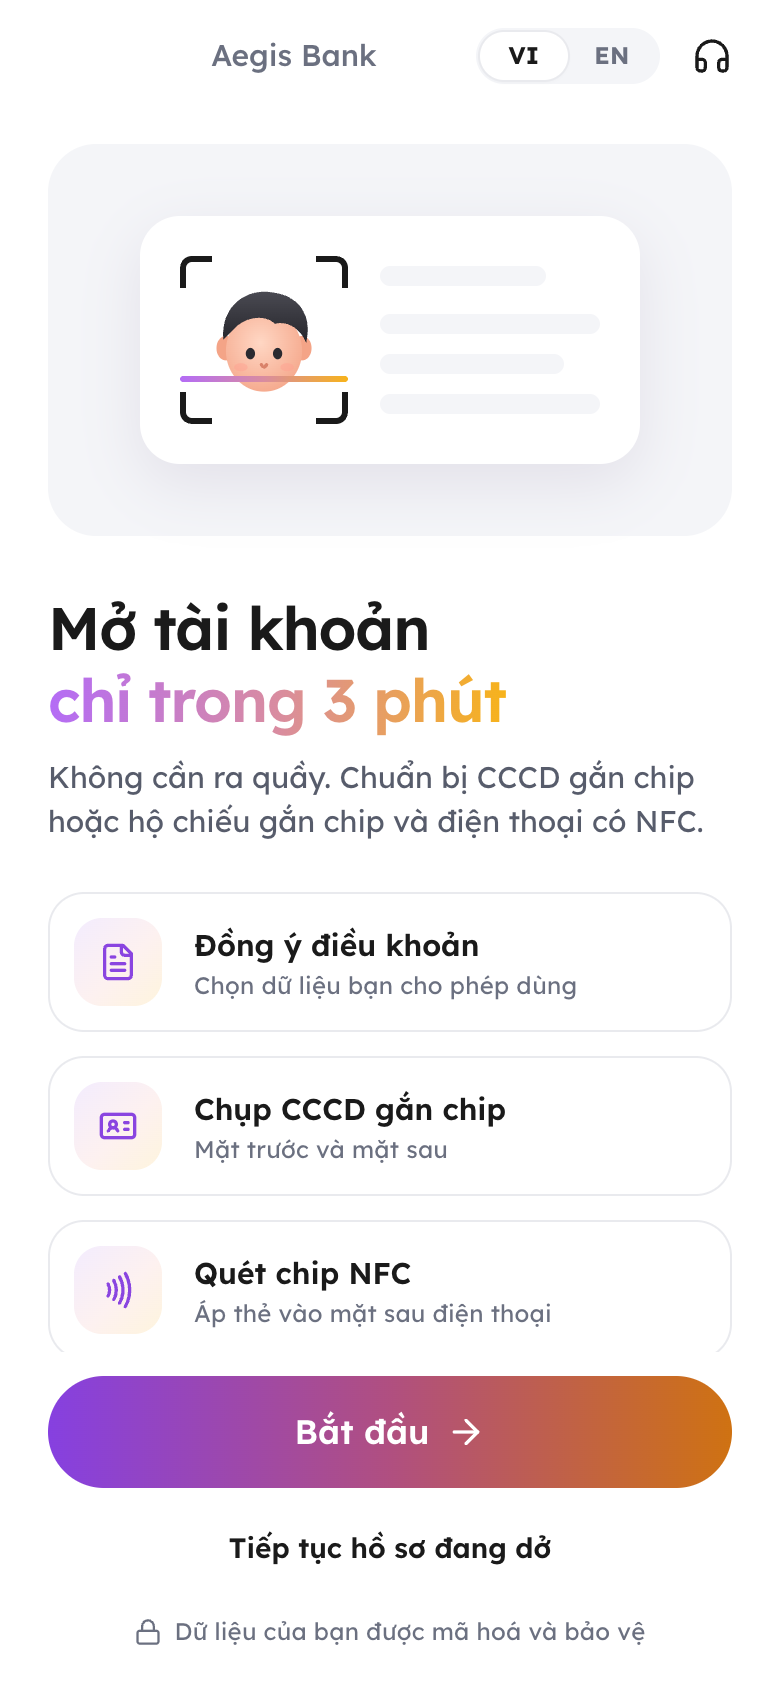 Aegis Bank
VI
EN
Mở tài khoản
chỉ trong 3 phút
Không cần ra quầy. Chuẩn bị CCCD gắn chip
hoặc hộ chiếu gắn chip và điện thoại có NFC.
Đồng ý điều khoản
Chọn dữ liệu bạn cho phép dùng
Chụp CCCD gắn chip
Mặt trước và mặt sau
Quét chip NFC
Áp thẻ vào mặt sau điện thoại
Bắt đầu
Tiếp tục hồ sơ đang dở
Dữ liệu của bạn được mã hoá và bảo vệ